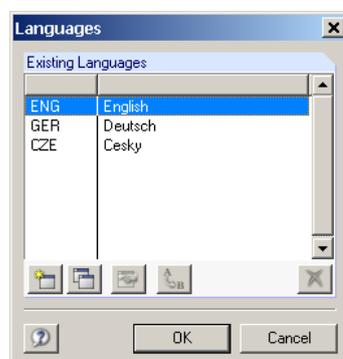 Languages
Existing Languages
ENG English
GER Deutsch
CZE Cesky
OK Cancel